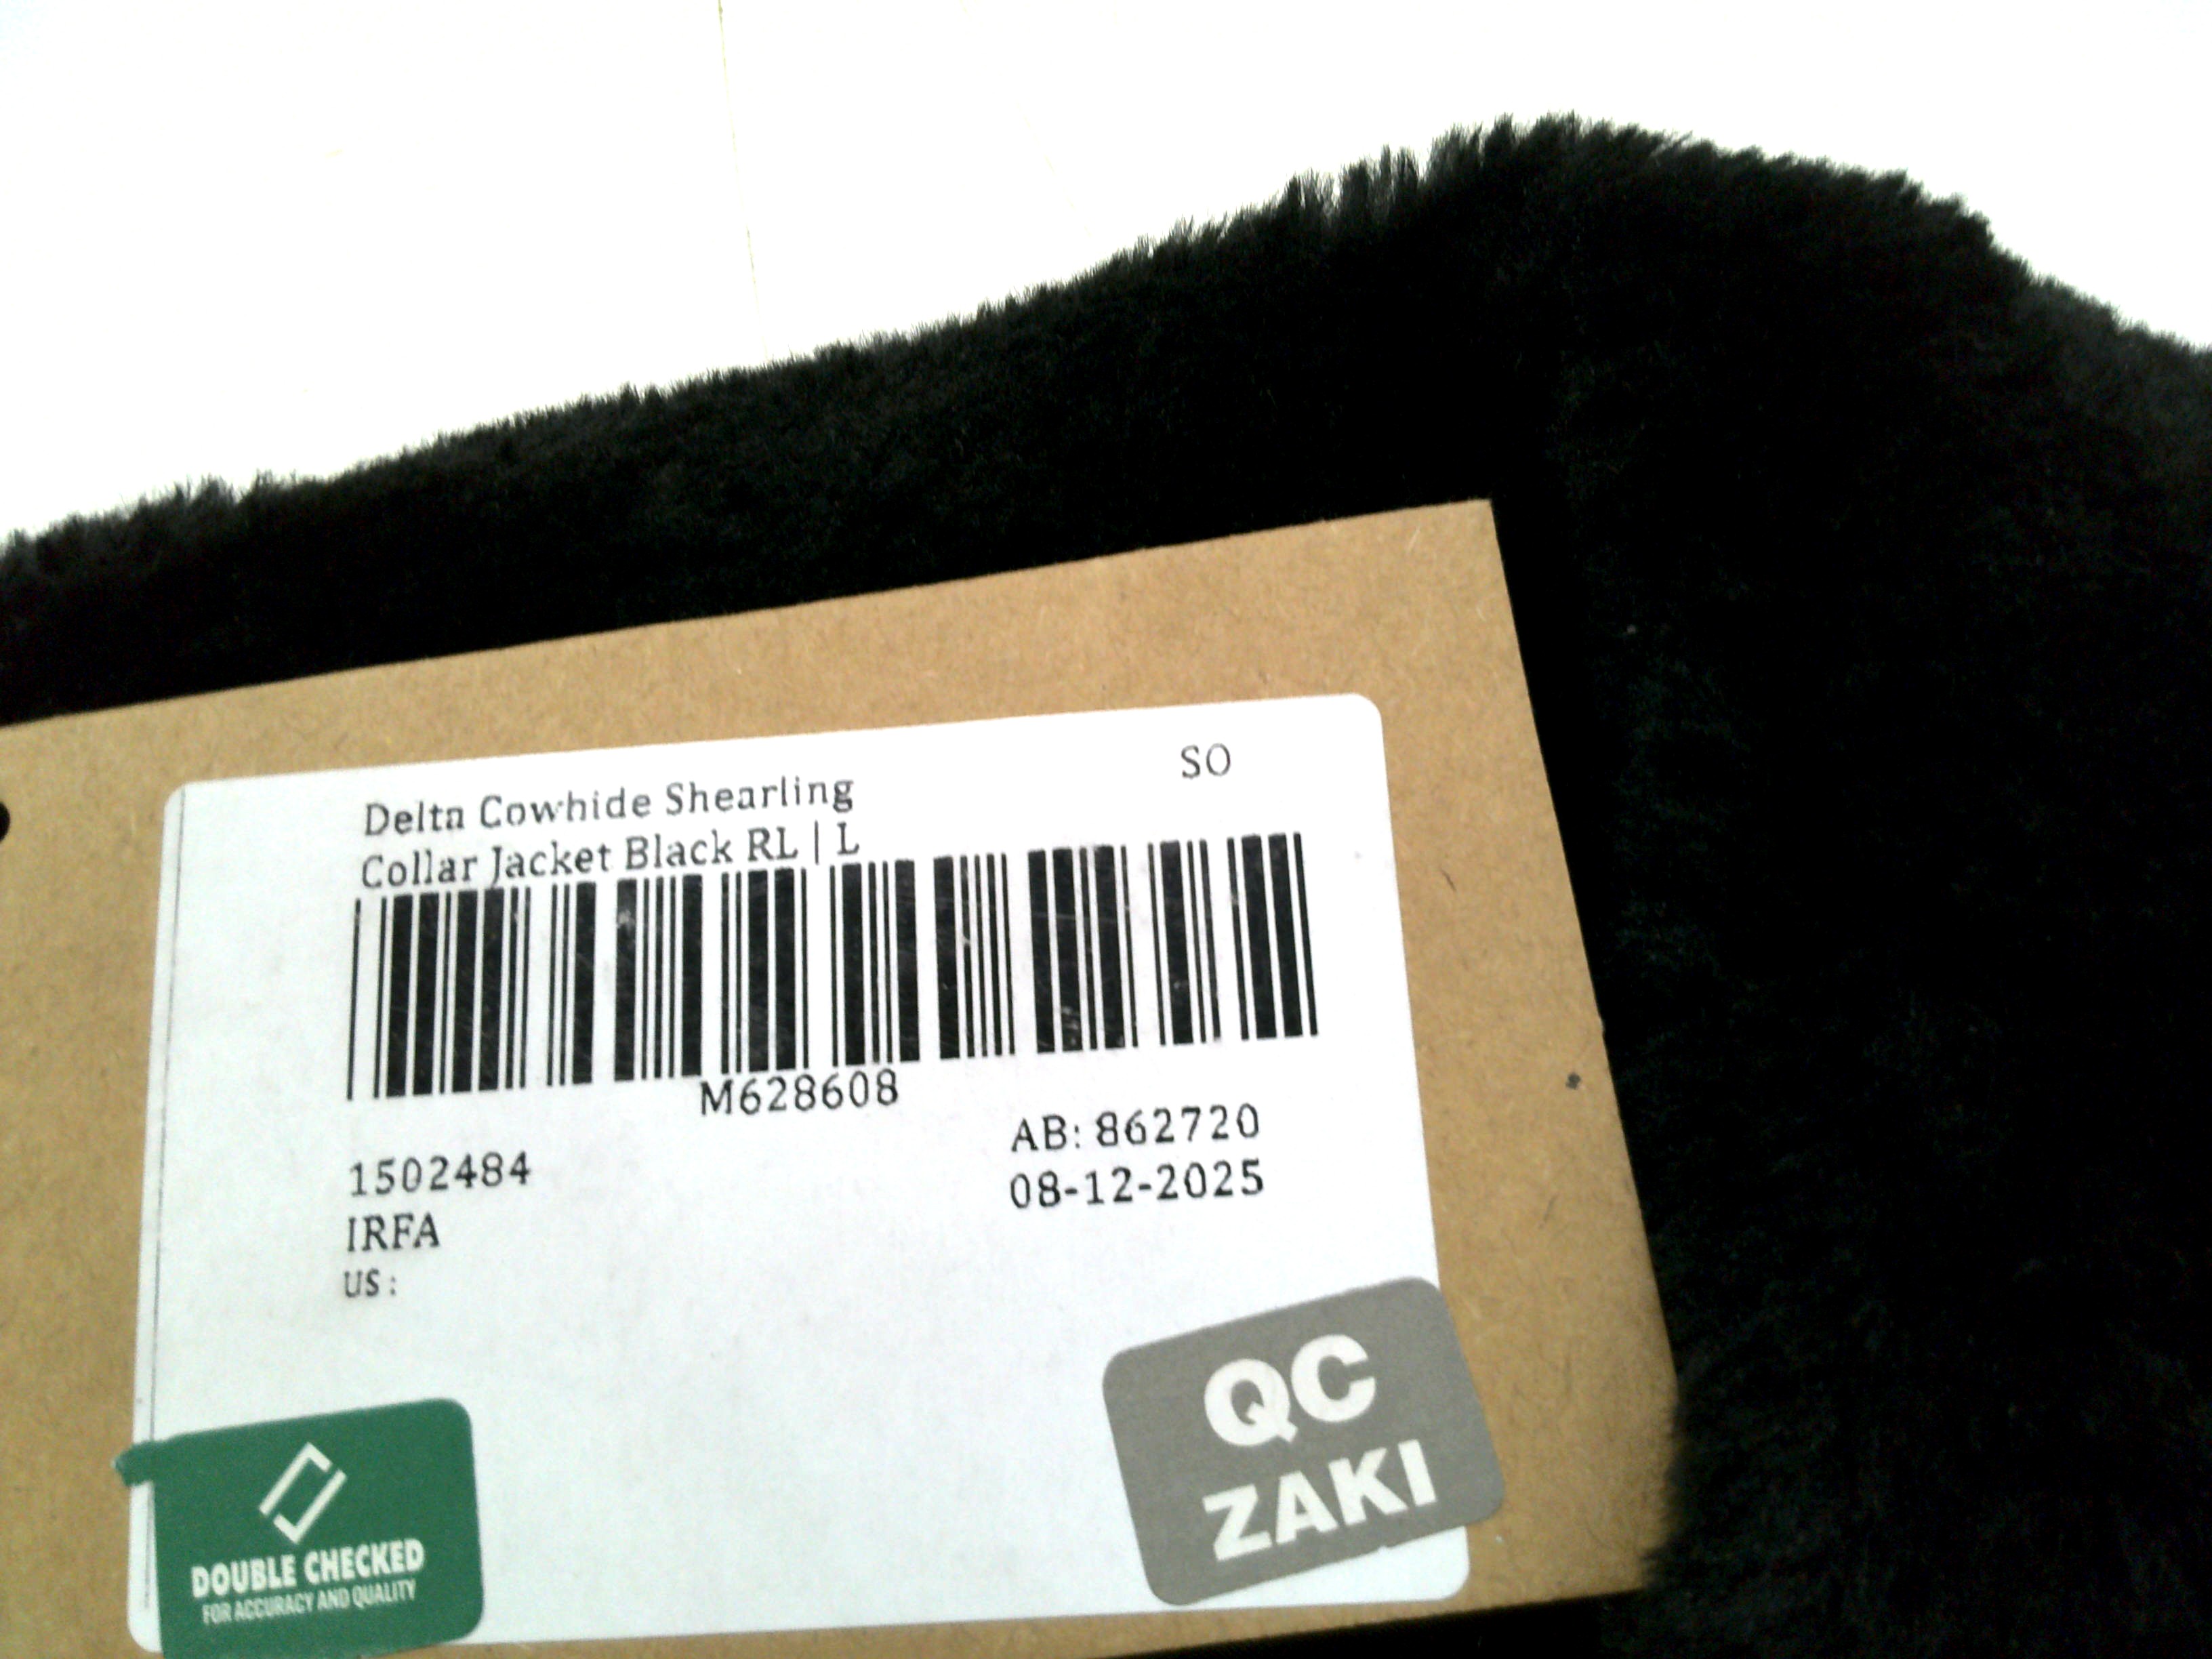 SO
Delta Cowhide Shearling
Collar Jacket Black RL | L
M628608
AB: 862720
1502484
08-12-2025
IRFA
US :
QC
ZAKI
DOUBLE CHECKED
FOR ACCURACY AND QUALITY